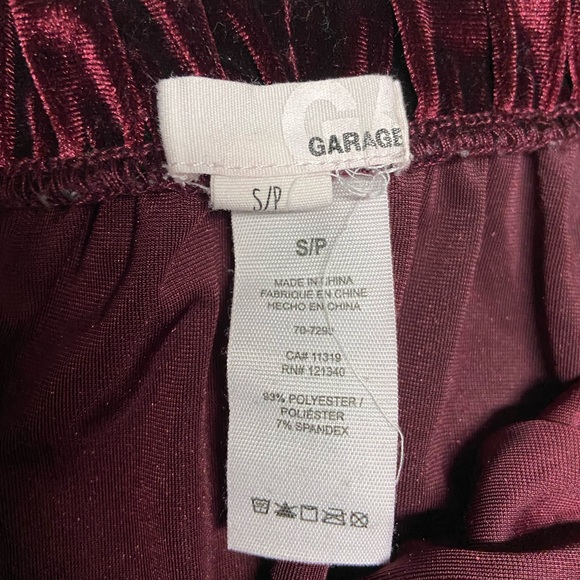 GA
GARAGE
S/P
S/P
MADE IN CHINA
FABRIQUÉ EN CHINE
HECHO EN CHINA
CA# 11319
RN# 121340
93% POLYESTER /
POLIÉSTER
7% SPANDEX